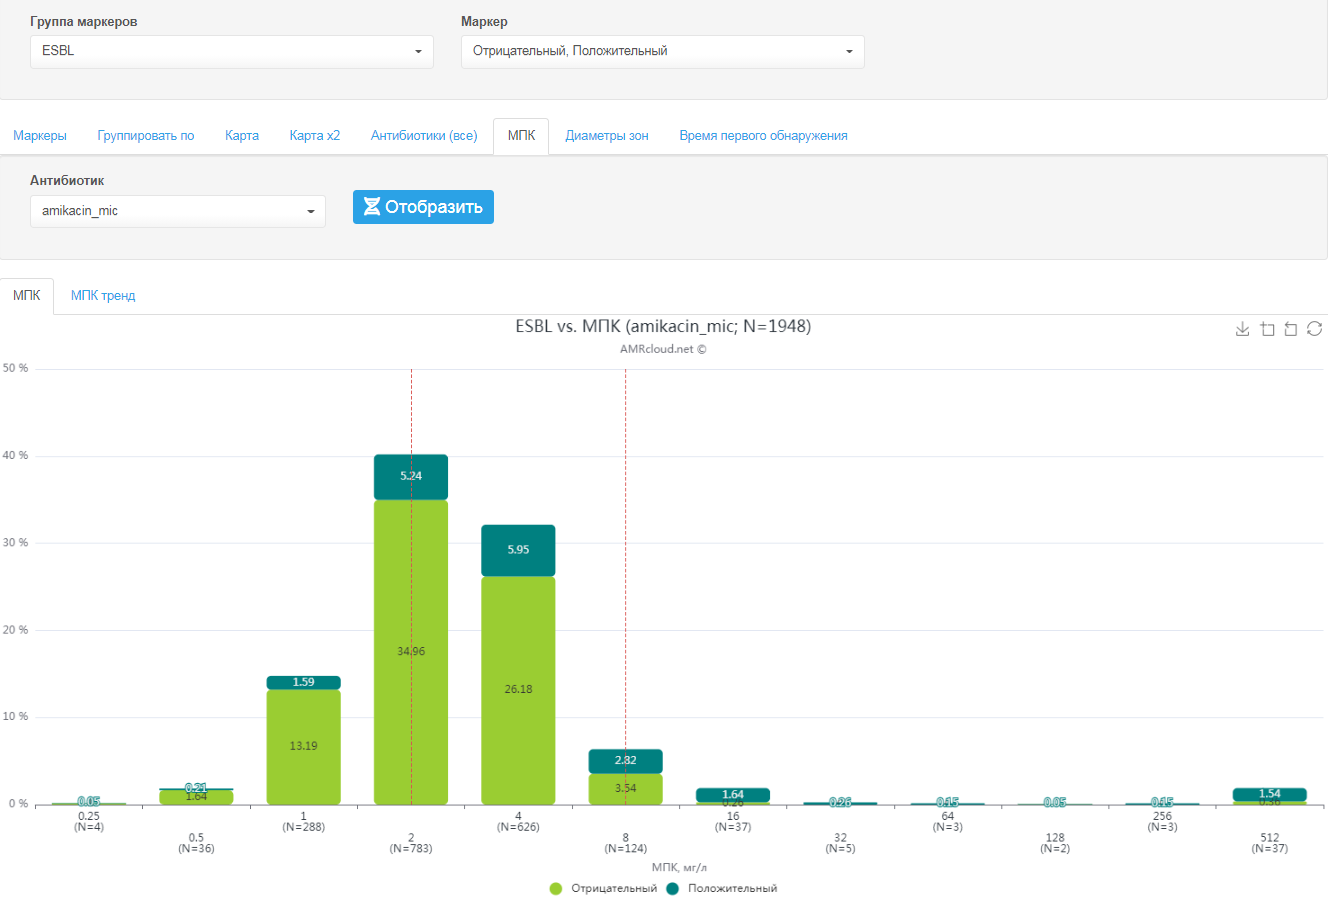 Группа маркеров
Маркер
ESBL
Отрицательный, Положительный
Маркеры
Группировать по
Карта
Карта x2
Антибиотики (все)
МПК
Диаметры зон
Время первого обнаружения
Антибиотик
amikacin_mic
Отобразить
МПК
МПК тренд
ESBL vs. МПК (amikacin_mic; N=1948)
AMRcloud.net ©
50 %
40 %
30 %
20 %
10 %
0 %
0.05
0.21
1.64
1.59
13.19
5.24
34.96
5.95
26.18
2.82
3.54
1.64
0.26
0.26
0.15
0.05
0.15
1.54
0.36
0.25
(N=4)
0.5
(N=36)
1
(N=288)
2
(N=783)
4
(N=626)
8
(N=124)
16
(N=37)
32
(N=5)
64
(N=3)
128
(N=2)
256
(N=3)
512
(N=37)
МПК, мг/л
Отрицательный
Положительный